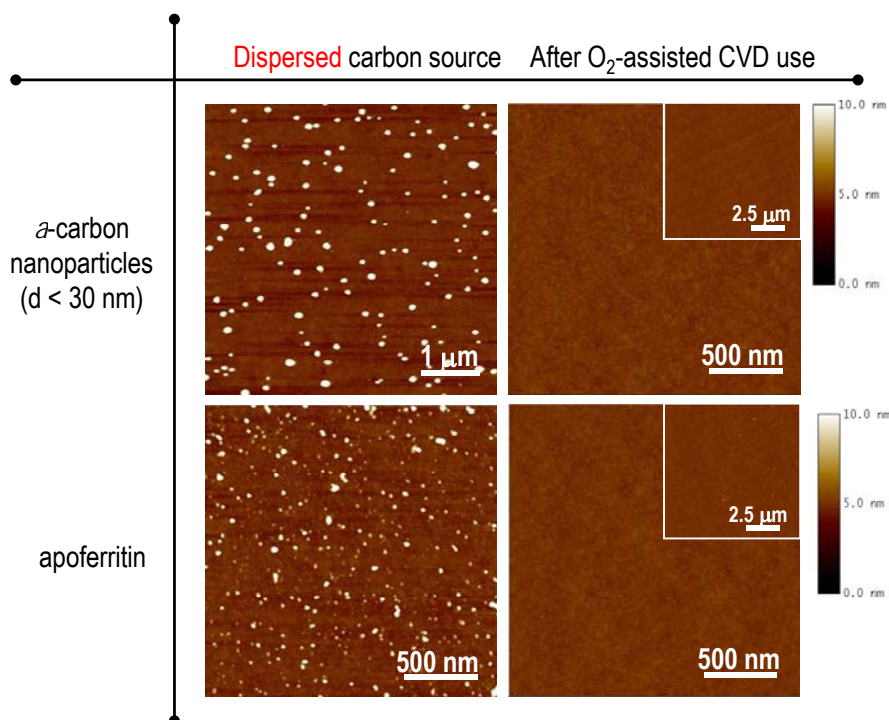 Dispersed carbon source
After O₂-assisted CVD use
a-carbon
nanoparticles
(d < 30 nm)
1 μm
2.5 μm
500 nm
10.0 nm
5.0 nm
0.0 nm
apoferritin
500 nm
2.5 μm
500 nm
10.0 nm
5.0 nm
0.0 nm